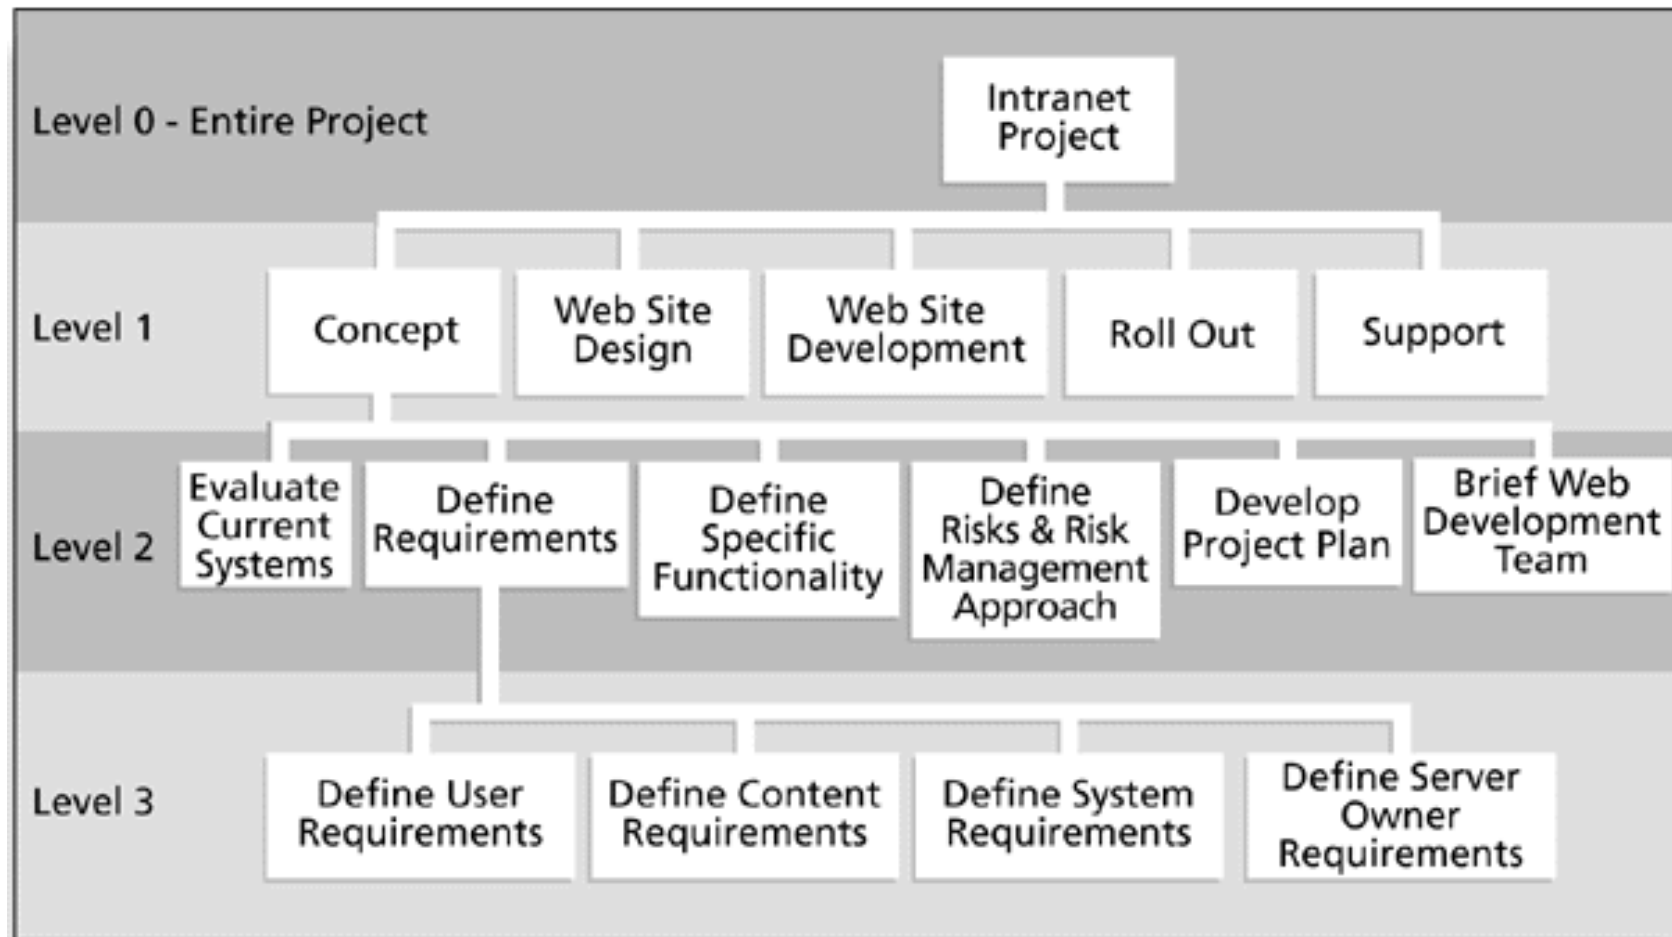 Level 0 - Entire Project
Intranet
Project
Level 1
Concept
Web Site
Design
Web Site
Development
Roll Out
Support
Level 2
Evaluate
Current
Systems
Define
Requirements
Define
Specific
Functionality
Define
Risks & Risk
Management
Approach
Develop
Project Plan
Brief Web
Development
Team
Level 3
Define User
Requirements
Define Content
Requirements
Define System
Requirements
Define Server
Owner
Requirements